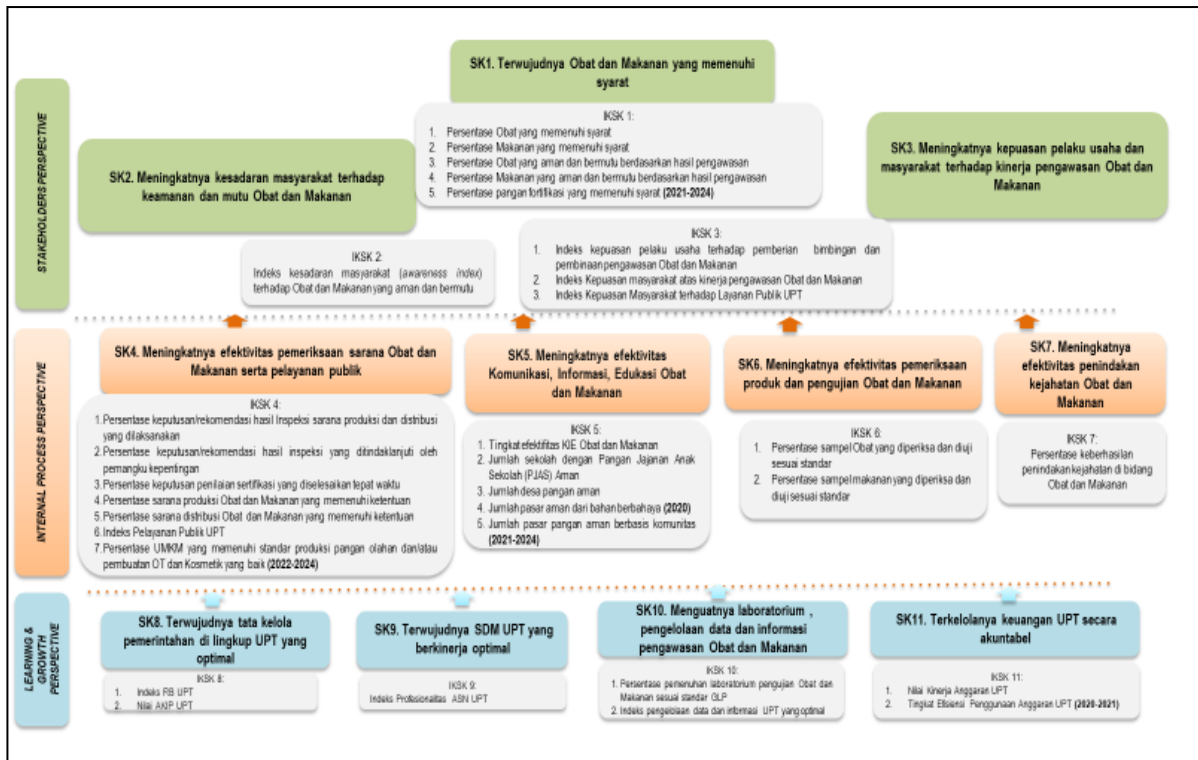 STAKEHOLDERS PERSPECTIVE
SK1. Terwujudnya Obat dan Makanan yang memenuhi
syarat
IKSK 1:
1. Persentase Obat yang memenuhi syarat
2. Persentase Makanan yang memenuhi syarat
3. Persentase Obat yang aman dan bermutu berdasarkan hasil pengawasan
4. Persentase Makanan yang aman dan bermutu berdasarkan hasil pengawasan
5. Persentase pangan fortifikasi yang memenuhi syarat (2021-2024)
SK2. Meningkatnya kesadaran masyarakat terhadap
keamanan dan mutu Obat dan Makanan
IKSK 2:
Indeks kesadaran masyarakat (awareness index)
terhadap Obat dan Makanan yang aman dan bermutu
SK3. Meningkatnya kepuasan pelaku usaha dan
masyarakat terhadap kinerja pengawasan Obat dan
Makanan
IKSK 3:
1. Indeks kepuasan pelaku usaha terhadap pemberian bimbingan dan
pembinaan pengawasan Obat dan Makanan
2. Indeks Kepuasan masyarakat atas kinerja pengawasan Obat dan Makanan
3. Indeks Kepuasan Masyarakat terhadap Layanan Publik UPT
INTERNAL PROCESS PERSPECTIVE
SK4. Meningkatnya efektivitas pemeriksaan sarana Obat dan
Makanan serta pelayanan publik
IKSK 4:
1. Persentase keputusan/rekomendasi hasil Inspeksi sarana produksi dan distribusi
yang dilaksanakan
2. Persentase keputusan/rekomendasi hasil inspeksi yang ditindaklanjuti oleh
pemangku kepentingan
3. Persentase keputusan penilaian sertifikasi yang diselesaikan tepat waktu
4. Persentase sarana produksi Obat dan Makanan yang memenuhi ketentuan
5. Persentase sarana distribusi Obat dan Makanan yang memenuhi ketentuan
6. Indeks Pelayanan Publik UPT
7. Persentase UMKM yang memenuhi standar produksi pangan olahan dan/atau
pembuatan OT dan Kosmetik yang baik (2022-2024)
SK5. Meningkatnya efektivitas
Komunikasi, Informasi, Edukasi Obat
dan Makanan
IKSK 5:
1. Tingkat efektifitas KIE Obat dan Makanan
2. Jumlah sekolah dengan Pangan Jajanan Anak
Sekolah (PJAS) Aman
3. Jumlah desa pangan aman
4. Jumlah pasar aman dari bahan berbahaya (2020)
5. Jumlah pasar pangan aman berbasis komunitas
(2021-2024)
SK6. Meningkatnya efektivitas pemeriksaan
produk dan pengujian Obat dan Makanan
IKSK 6:
1. Persentase sampel Obat yang diperiksa dan diuji
sesuai standar
2. Persentase sampel makanan yang diperiksa dan
diuji sesuai standar
SK7. Meningkatnya
efektivitas penindakan
kejahatan Obat dan
Makanan
IKSK 7:
Persentase keberhasilan
penindakan kejahatan di bidang
Obat dan Makanan
LEARNING &
GROWTH
PERSPECTIVE
SK8. Terwujudnya tata kelola
pemerintahan di lingkup UPT yang
optimal
IKSK 8:
1. Indeks RB UPT
2. Nilai AKIP UPT
SK9. Terwujudnya SDM UPT yang
berkinerja optimal
IKSK 9:
Indeks Profesionalitas ASN UPT
SK10. Menguatnya laboratorium ,
pengelolaan data dan informasi
pengawasan Obat dan Makanan
IKSK 10:
1. Persentase pemenuhan laboratorium pengujian Obat dan
Makanan sesuai standar GLP
2. Indeks pengelolaan data dan informasi UPT yang optimal
SK11. Terkelolanya keuangan UPT secara
akuntabel
IKSK 11:
1. Nilai Kinerja Anggaran UPT
2. Tingkat Efisiensi Penggunaan Anggaran UPT (2020-2021)